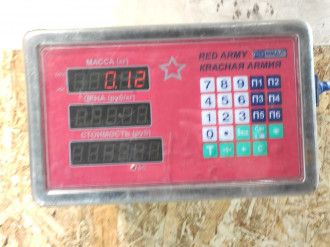 МАССА (кг)
0.12
RED ARMY
КРАСНАЯ АРМИЯ
ЦЕНА (руб/кг)
СТОИМОСТЬ (руб)
7 8 9 П1 П2
4 5 6 П3 П4
1 2 3 П5 П6
0
T C